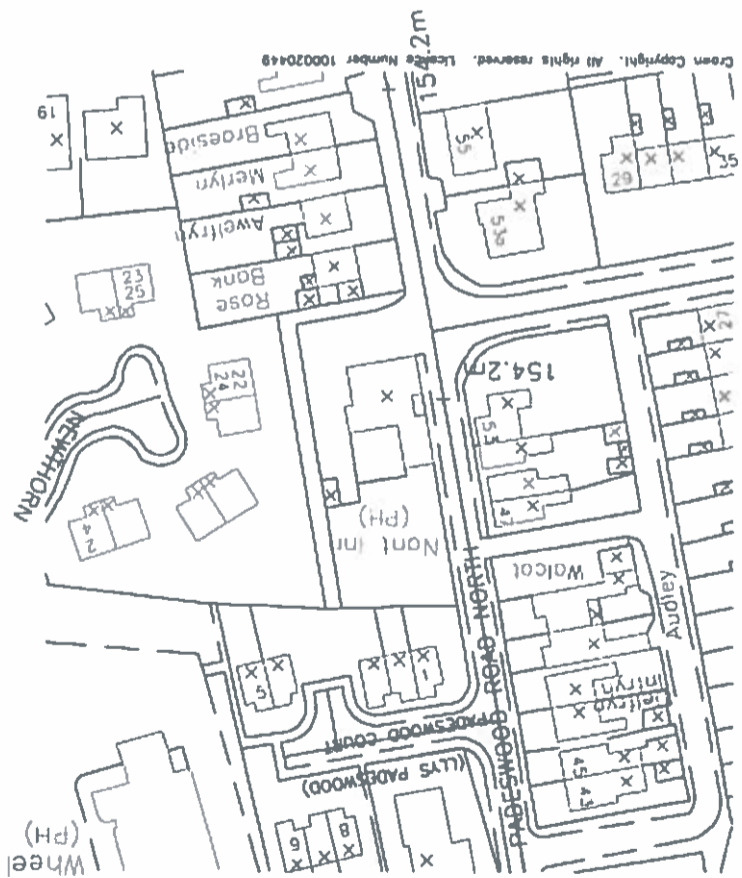 Crown Copyright. All rights reserved. Licence Number 100020449
154.2m
19
Braeside
Merlyn
Awelfryn
Rose
Bank
55
53a
29
35
23
25
22
24
27
154.2m
53
47
NEWTHORN
2
4
Nant Inn
(PH)
PADESWOOD ROAD NORTH
Walcot
Audley
5
1
PADESWOOD COURT
(LLYS PADESWOOD)
45
43
6
8
Wheel
(PH)